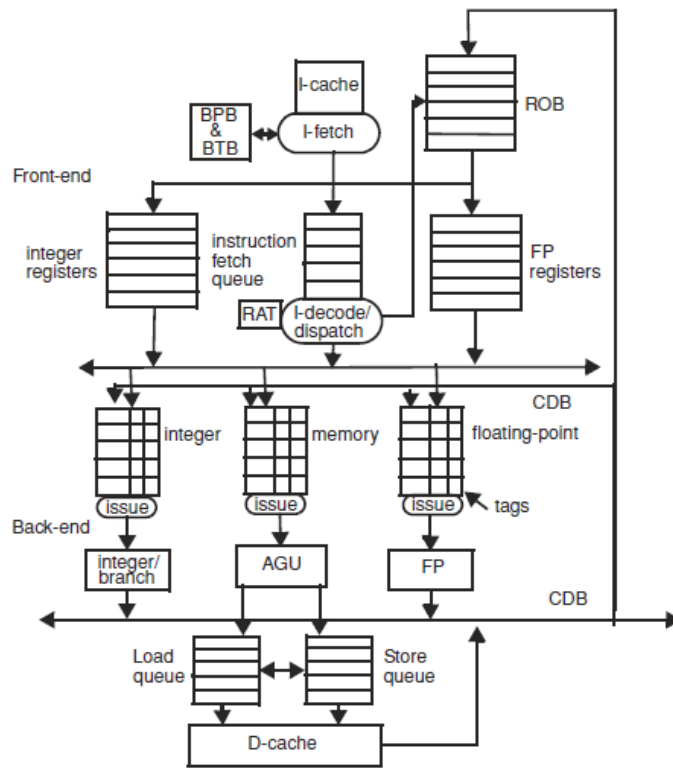 I-cache
ROB
BPB
&
BTB
I-fetch
Front-end
integer
registers
instruction
fetch
queue
FP
registers
RAT
I-decode/
dispatch
CDB
integer
memory
floating-point
issue
issue
issue
tags
Back-end
integer/
branch
AGU
FP
CDB
Load
queue
Store
queue
D-cache